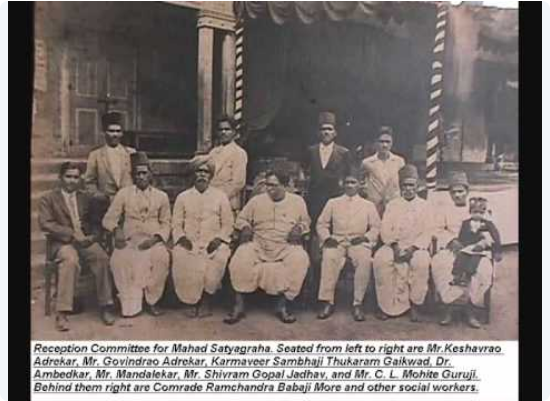 Reception Committee for Mahad Satyagraha. Seated from left to right are Mr.Keshavrao
Adrekar, Mr. Govindrao Adrekar, Karmaveer Sambhaji Thukaram Gaikwad, Dr.
Ambedkar, Mr. Mandalekar, Mr. Shivram Gopal Jadhav, and Mr. C. L. Mohite Guruji.
Behind them right are Comrade Ramchandra Babaji More and other social workers.